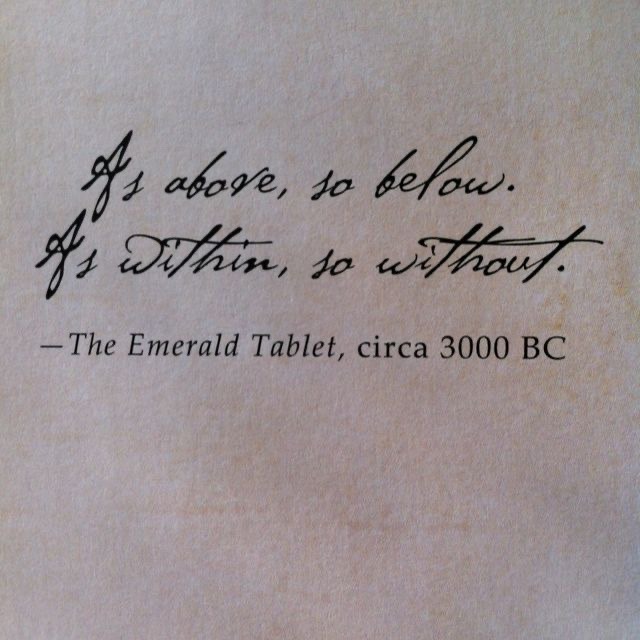 As above, so below.
As within, so without.
—The Emerald Tablet, circa 3000 BC